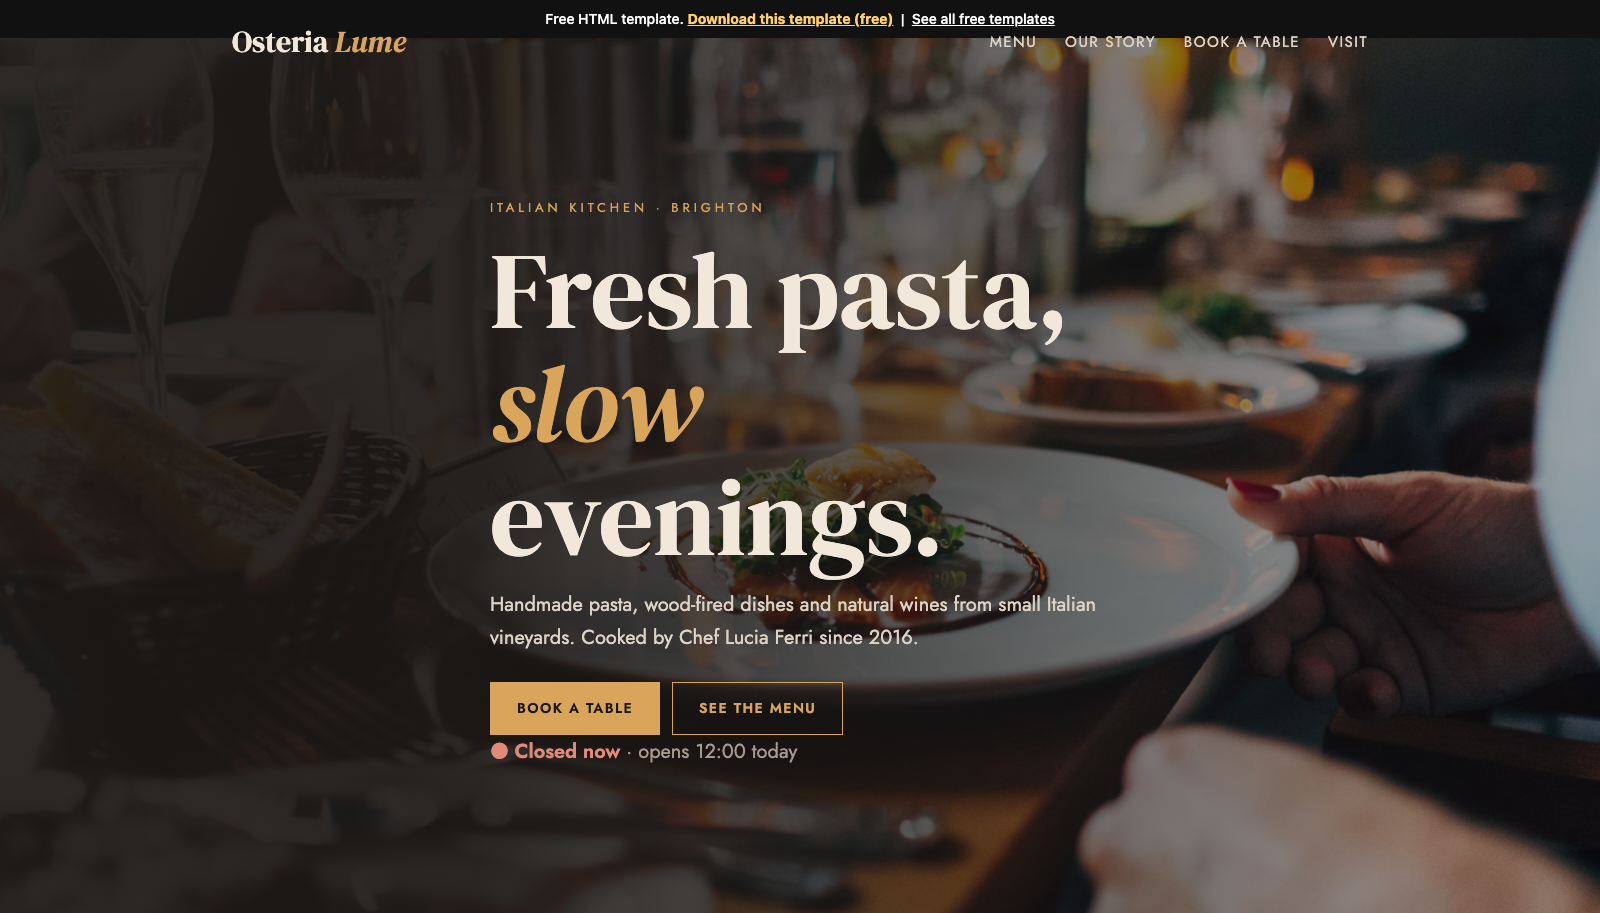 Free HTML template. Download this template (free) | See all free templates
Osteria Lume
MENU OUR STORY BOOK A TABLE VISIT
ITALIAN KITCHEN · BRIGHTON
Fresh pasta,
slow
evenings.
Handmade pasta, wood-fired dishes and natural wines from small Italian
vineyards. Cooked by Chef Lucia Ferri since 2016.
BOOK A TABLE SEE THE MENU
Closed now · opens 12:00 today